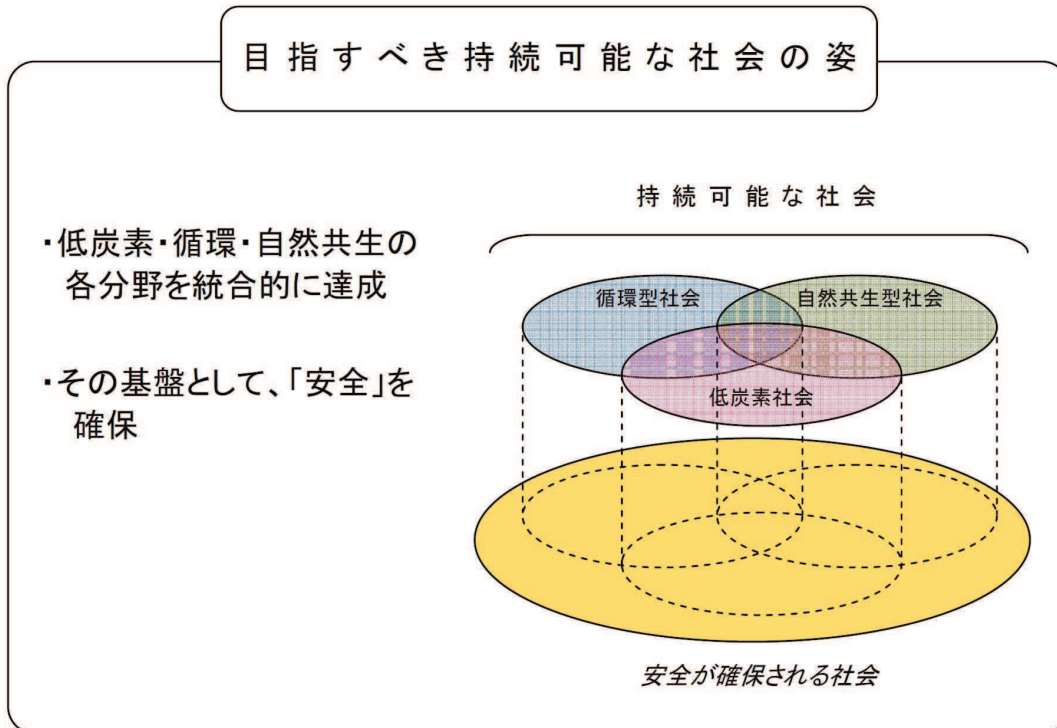 目指すべき持続可能な社会の姿
・低炭素・循環・自然共生の
各分野を統合的に達成
・その基盤として、「安全」を
確保
持続可能な社会
循環型社会
自然共生型社会
低炭素社会
安全が確保される社会